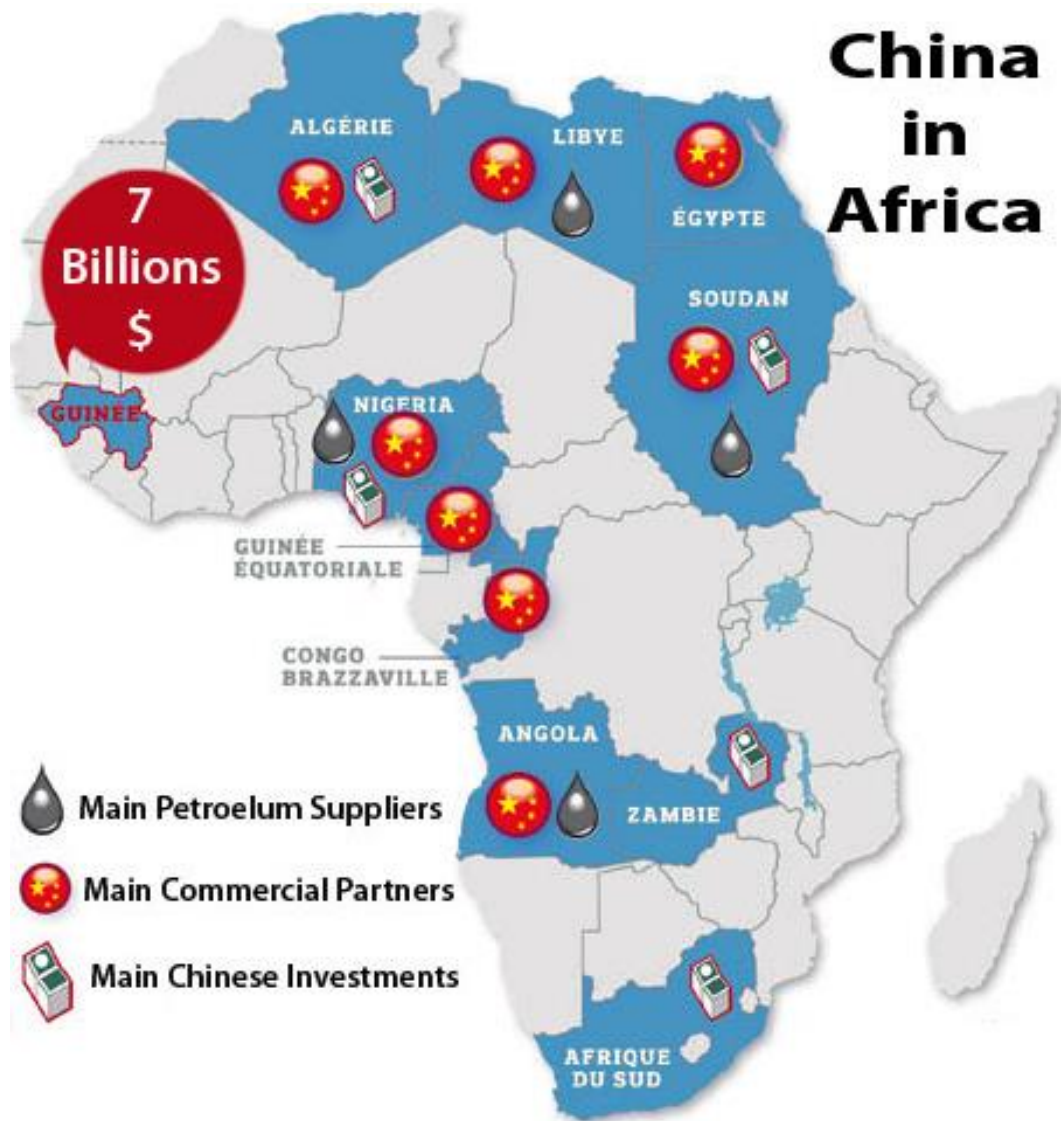 China
in
Africa
ALGÉRIE
LIBYE
ÉGYPTE
7
Billions
$
SOUDAN
GUINÉE
NIGERIA
GUINÉE
ÉQUATORIALE
CONGO
BRAZZAVILLE
ANGOLA
ZAMBIE
Main Petroelum Suppliers
Main Commercial Partners
Main Chinese Investments
AFRIQUE
DU SUD